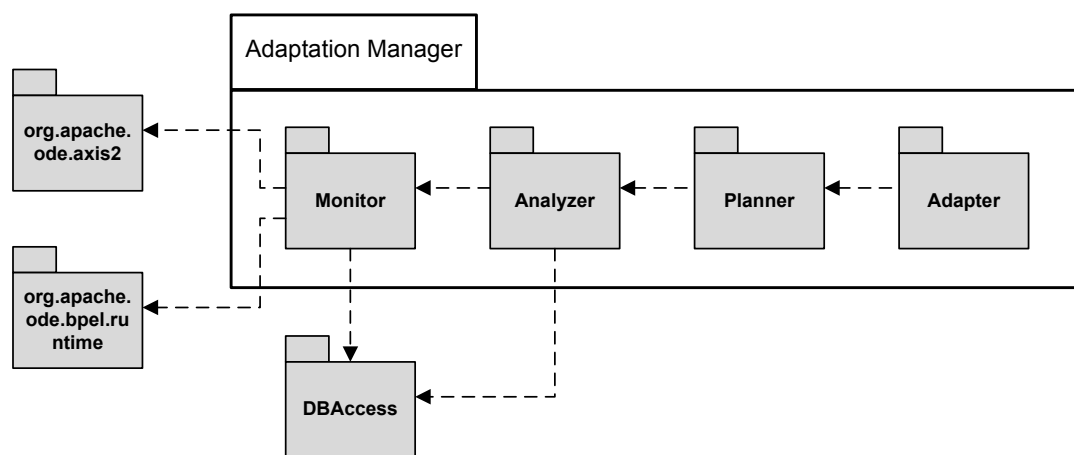 Adaptation Manager
org.apache.
ode.axis2
Monitor
Analyzer
Planner
Adapter
org.apache.
ode.bpel.ru
ntime
DBAccess